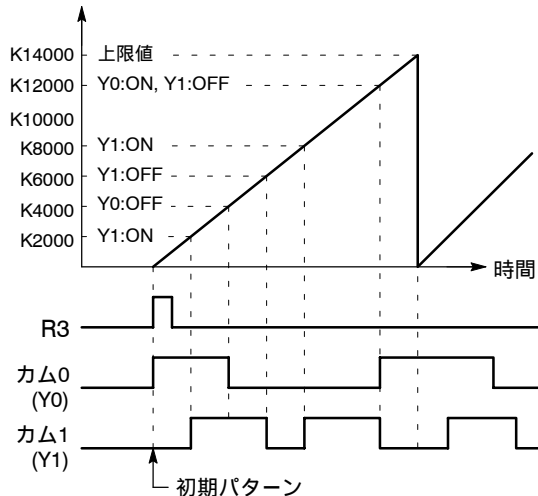 K14000 上限値
K12000 Y0:ON, Y1:OFF
K10000
K8000 Y1:ON
K6000 Y1:OFF
K4000 Y0:OFF
K2000 Y1:ON
時間
R3
カム0
(Y0)
カム1
(Y1)
初期パターン